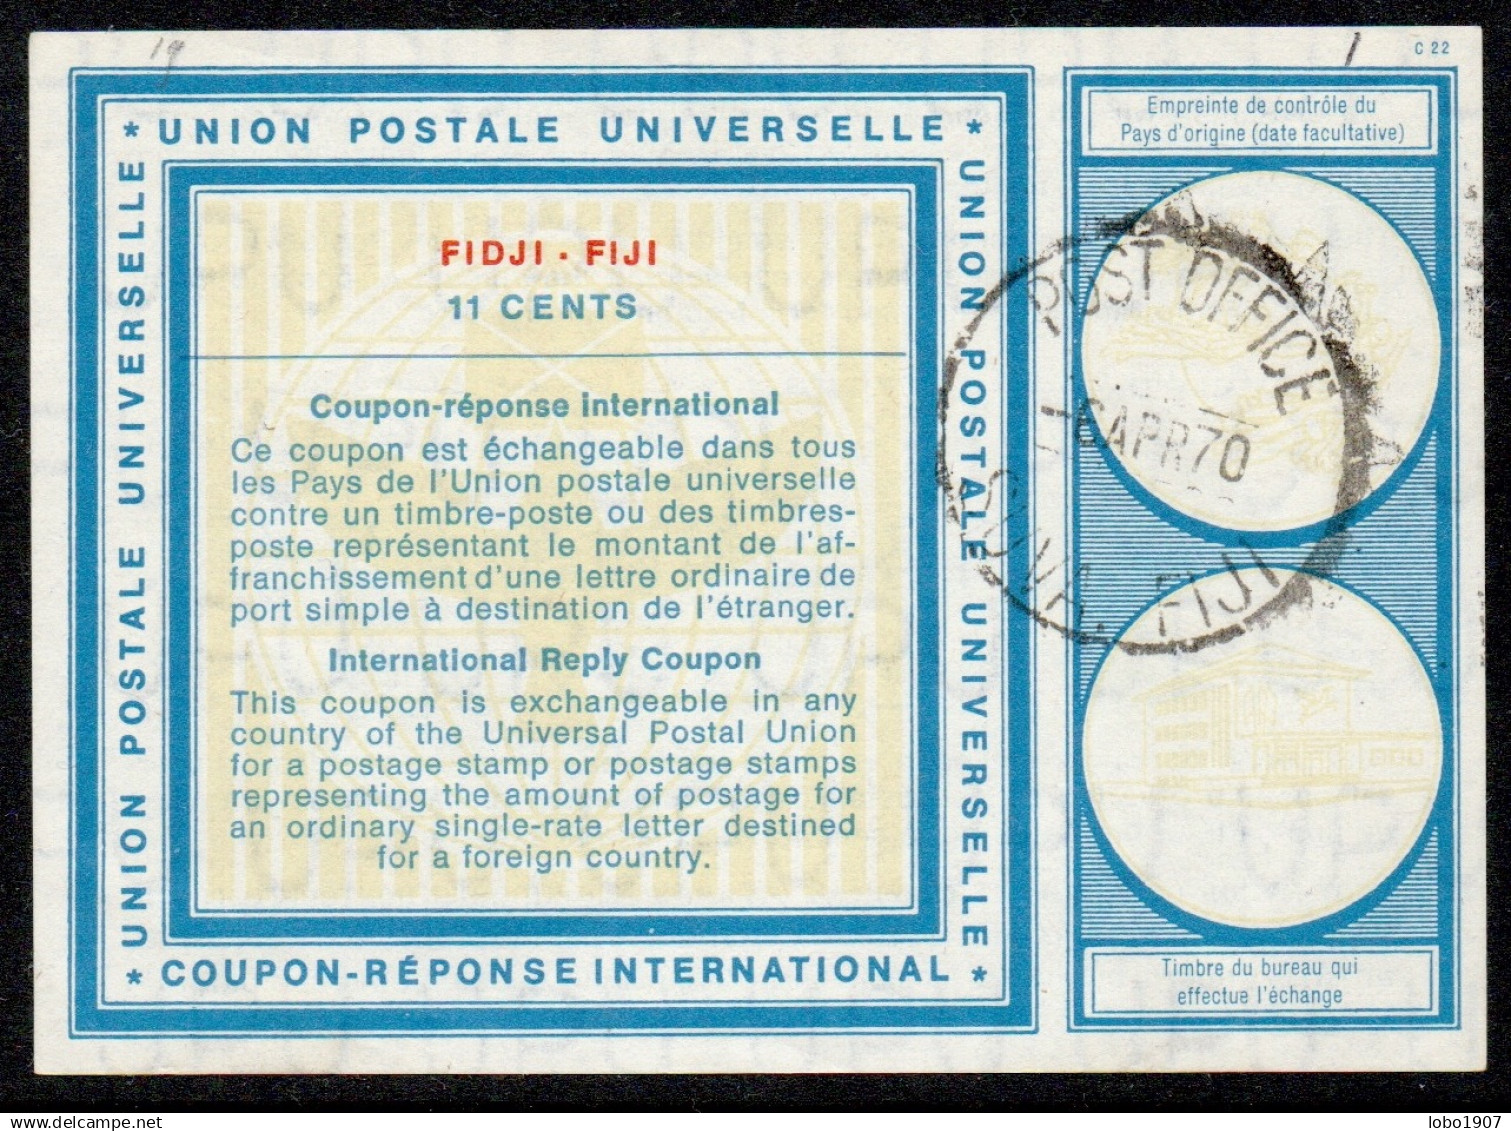 19
1
C 22
* UNION POSTALE UNIVERSELLE *
UNION POSTALE UNIVERSELLE
UNION POSTALE UNIVERSELLE
* COUPON-RÉPONSE INTERNATIONAL *
FIDJI · FIJI
11 CENTS
Coupon-réponse international
Ce coupon est échangeable dans tous
les Pays de l'Union postale universelle
contre un timbre-poste ou des timbres-
poste représentant le montant de l'af-
franchissement d'une lettre ordinaire de
port simple à destination de l'étranger.
International Reply Coupon
This coupon is exchangeable in any
country of the Universal Postal Union
for a postage stamp or postage stamps
representing the amount of postage for
an ordinary single-rate letter destined
for a foreign country.
Empreinte de contrôle du
Pays d'origine (date facultative)
POST OFFICE
APR 70
SUVA, FIJI
Timbre du bureau qui
effectue l'échange
delcampe.net
lobo1907